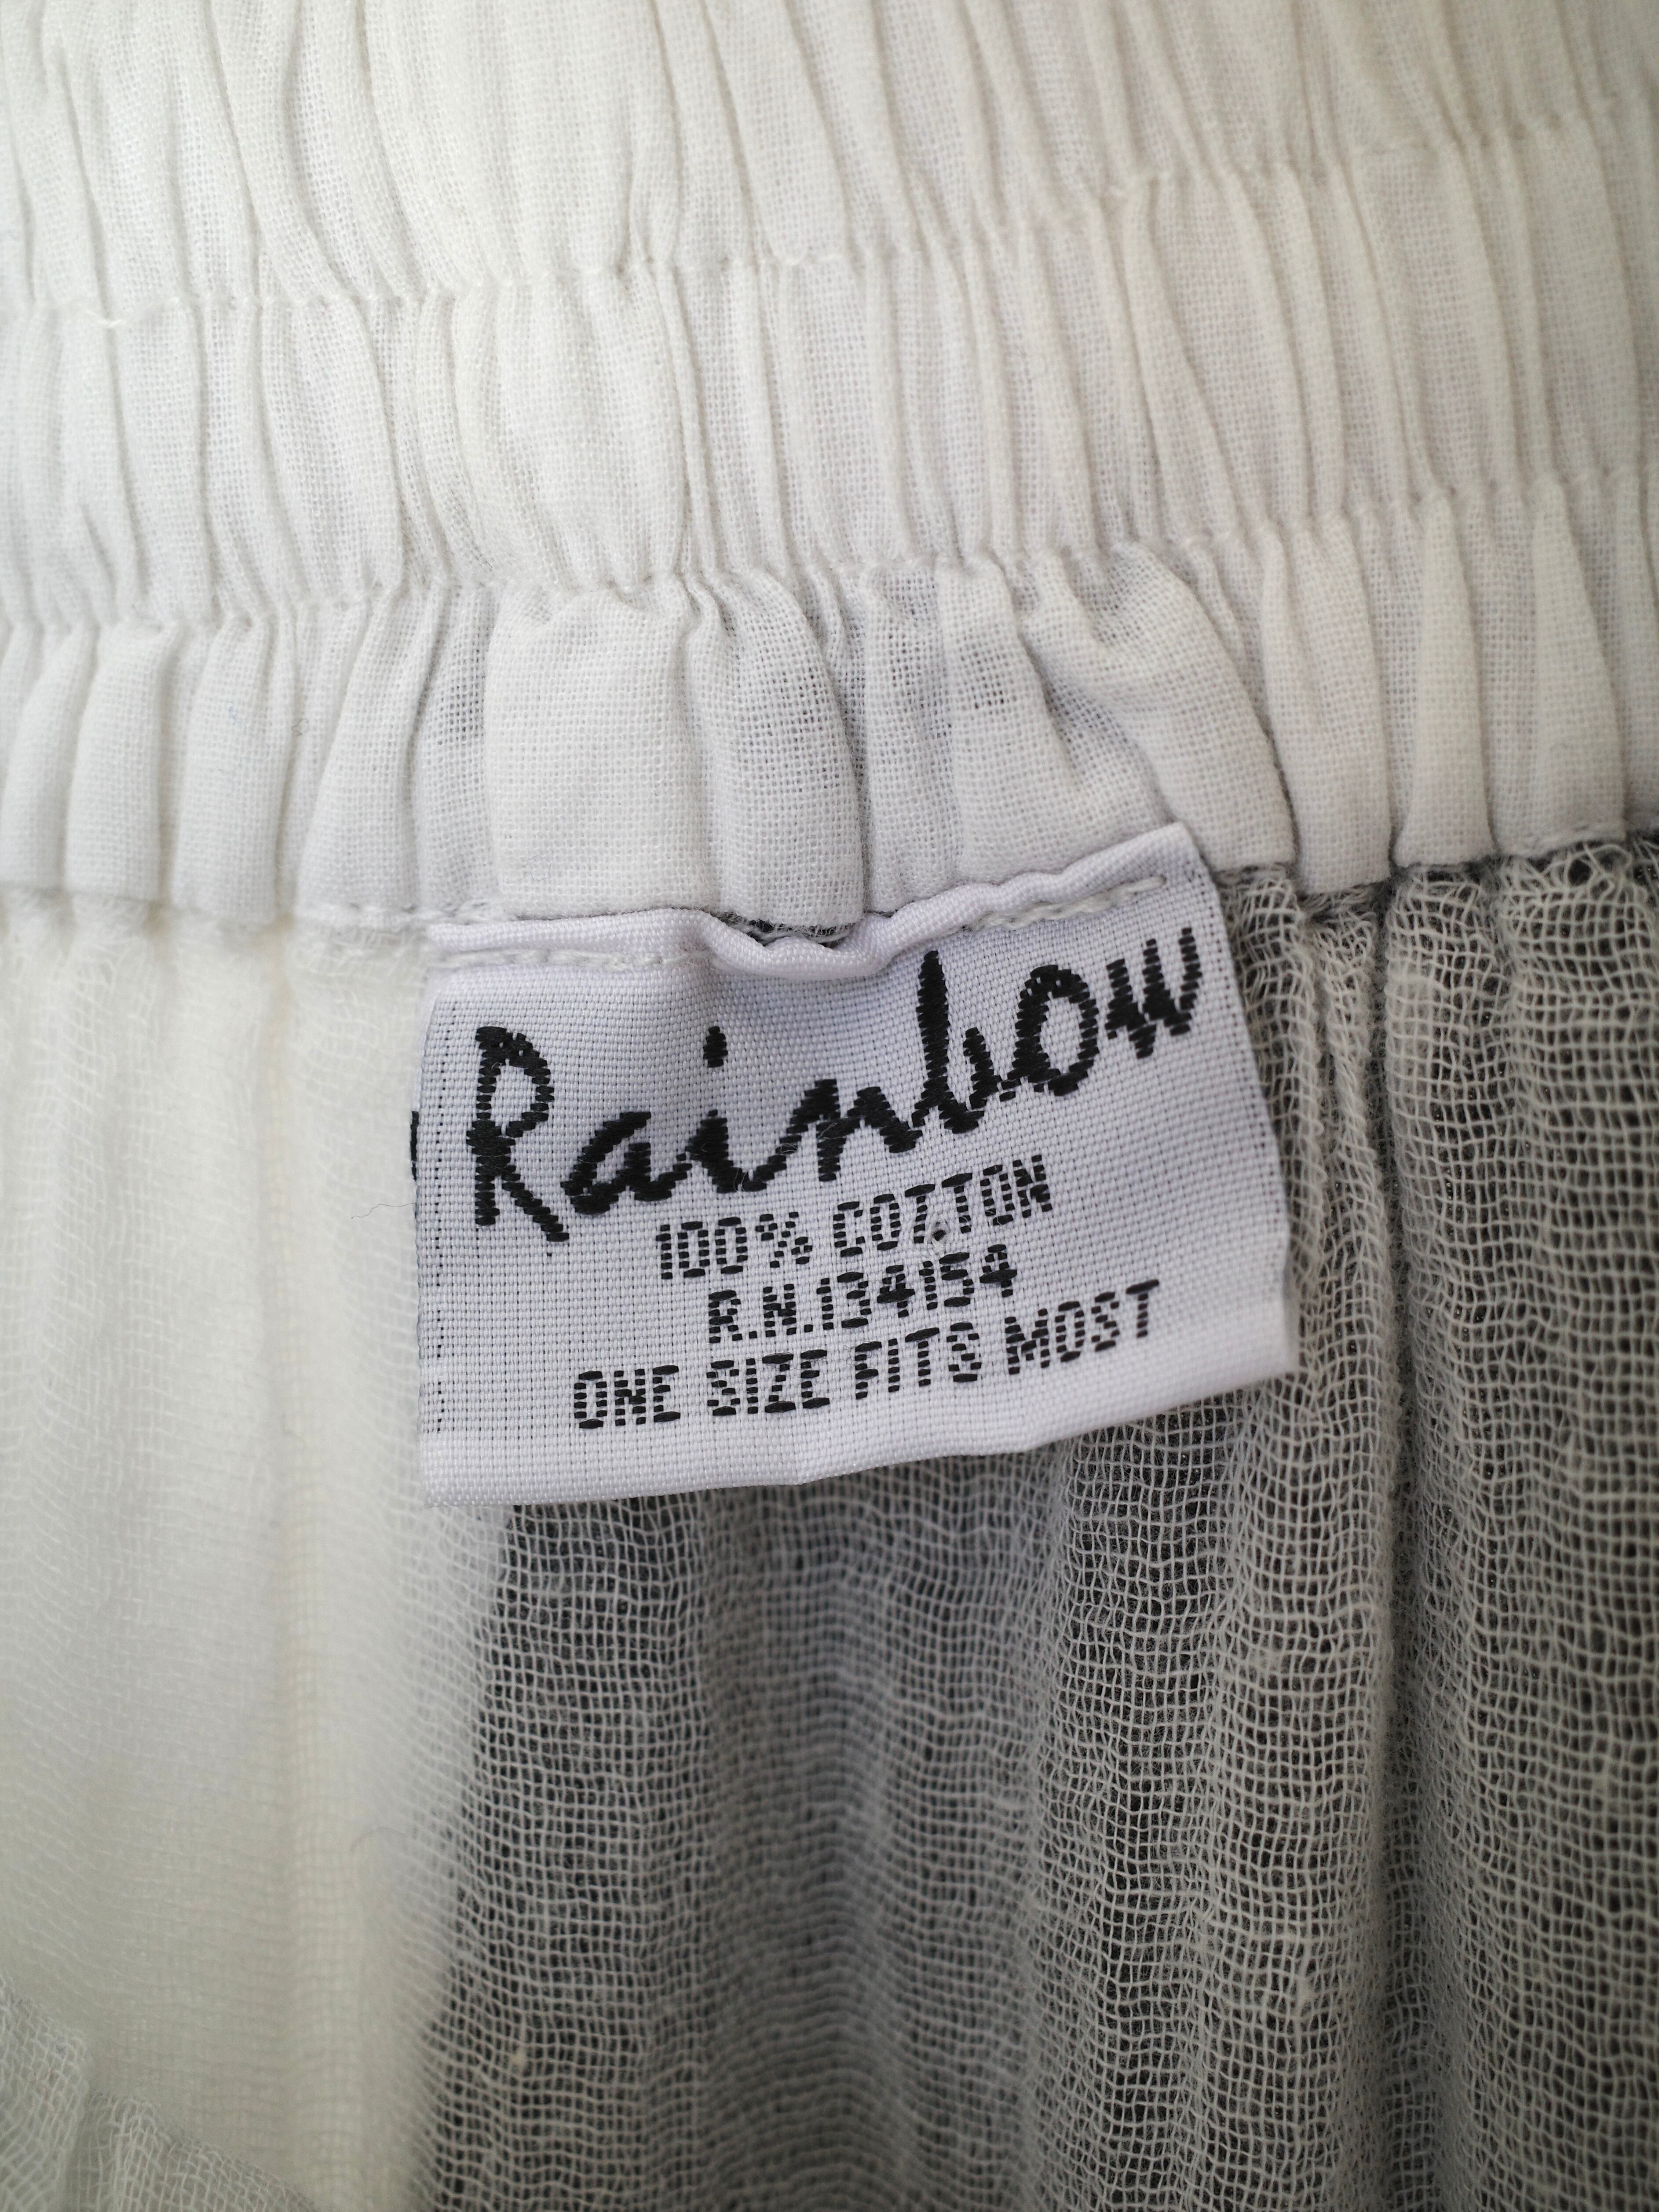 Rainbow
100% COTTON
R.N.134154
ONE SIZE FITS MOST